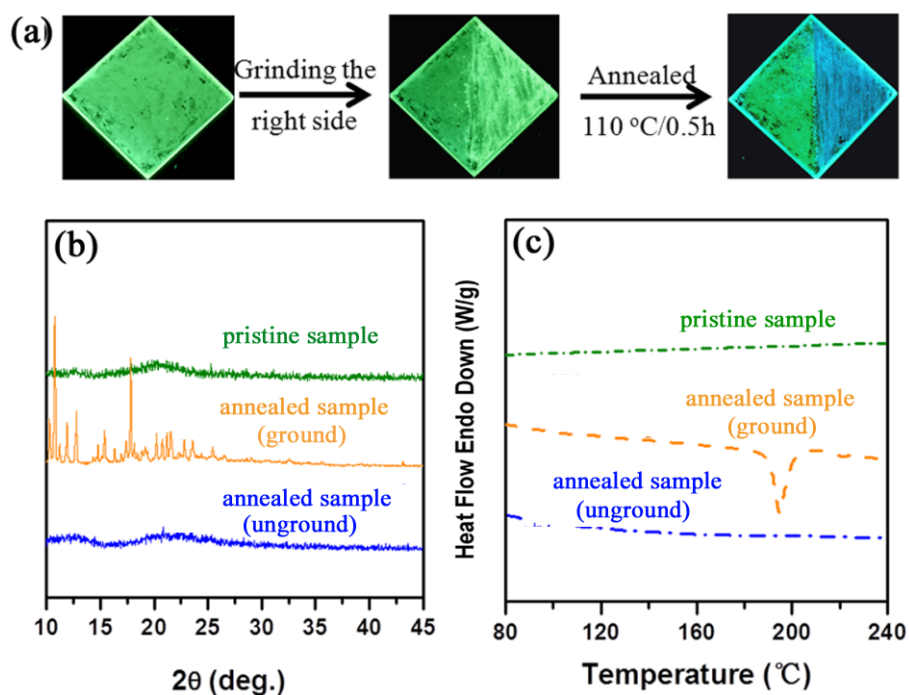 (a)
Grinding the
right side
Annealed
110 °C/0.5h
(b)
pristine sample
annealed sample
(ground)
annealed sample
(unground)
10 15 20 25 30 35 40 45
2θ (deg.)
(c)
Heat Flow Endo Down (W/g)
pristine sample
annealed sample
(ground)
annealed sample
(unground)
80 120 160 200 240
Temperature (℃)